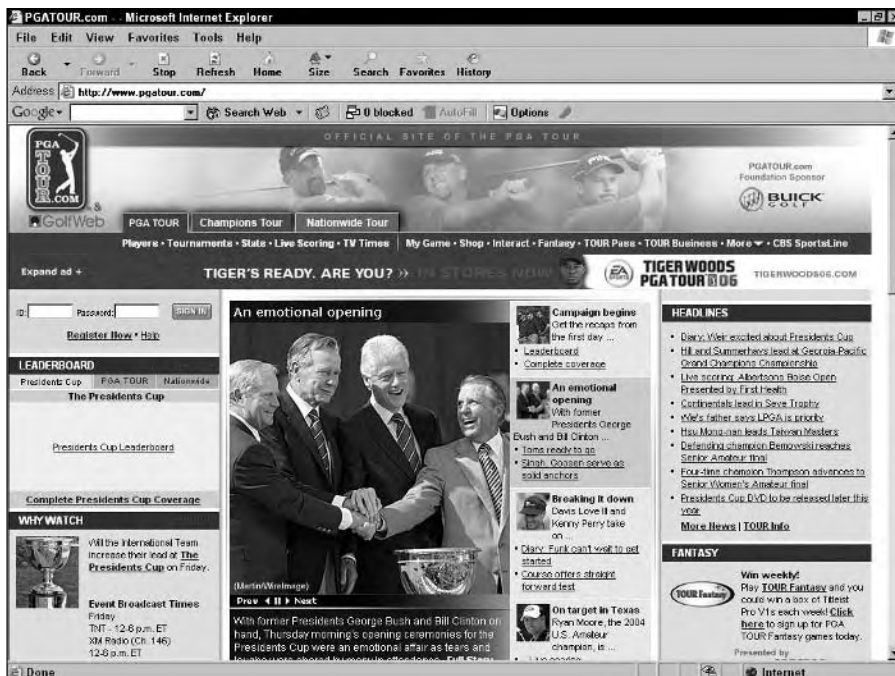 PGATOUR.com - - Microsoft Internet Explorer
File Edit View Favorites Tools Help
Back Forward Stop Refresh Home Size Search Favorites History
Address http://www.pgatour.com/
Google Search Web 0 blocked AutoFill Options
OFFICIAL SITE OF THE PGA TOUR
PGA
TOUR
.COM
&
GolfWeb
PGATOUR.com
Foundation Sponsor
BUICK
GOLF
PGA TOUR Champions Tour Nationwide Tour
Players • Tournaments • Stats • Live Scoring • TV Times | My Game • Shop • Interact • Fantasy • TOUR Pass • TOUR Business • More • CBS SportsLine
Expand ad +
TIGER'S READY. ARE YOU? >> IN STORES NOW
EA
SPORTS
TIGER WOODS
PGA TOUR 06
TIGERWOODS06.COM
ID: Password: SIGN IN
Register Now • Help
LEADERBOARD
Presidents Cup PGA TOUR Nationwide
The Presidents Cup
Presidents Cup Leaderboard
Complete Presidents Cup Coverage
WHY WATCH
Will the International Team
increase their lead at The
Presidents Cup on Friday.
Event Broadcast Times
Friday
TNT - 12-6 p.m. ET
XM Radio (Ch. 146)
12-6 p.m. ET
An emotional opening
(Martin/WireImage)
Prev Next
With former Presidents George Bush and Bill Clinton on
hand, Thursday morning's opening ceremonies for the
Presidents Cup were an emotional affair as tears and
Full Story
Campaign begins
Get the recaps from
the first day ...
• Leaderboard
• Complete coverage
An emotional
opening
With former
Presidents George
Bush and Bill Clinton ...
• Toms ready to go
• Singh, Goosen serve as
solid anchors
Breaking it down
Davis Love III and
Kenny Perry take
on ...
• Diary: Funk can't wait to get
started
• Course offers straight
forward test
On target in Texas
Ryan Moore, the 2004
U.S. Amateur
champion, is ...
HEADLINES
• Diary: Weir excited about Presidents Cup
• Hill and Summerhays lead at Georgia-Pacific
Grand Champions Championship
• Live scoring: Albertsons Boise Open
Presented by First Health
• Continentals lead in Seve Trophy
• Wie's father says LPGA is priority
• Hsu Mong-nan leads Taiwan Masters
• Defending champion Bemowski reaches
Senior Amateur final
• Four-time champion Thompson advances to
Senior Women's Amateur final
• Presidents Cup DVD to be released later this
year
More News | TOUR Info
FANTASY
TOUR Fantasy
Win weekly!
Play TOUR Fantasy and you
could win a box of Titleist
Pro V1s each week! Click
here to sign up for PGA
TOUR Fantasy games today.
Presented by
Done Internet